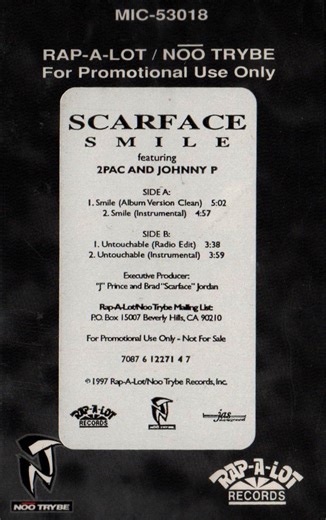 MIC-53018
RAP-A-LOT / NOO TRYBE
For Promotional Use Only
SCARFACE
SMILE
featuring
2PAC AND JOHNNY P
SIDE A:
1. Smile (Album Version Clean) 5:02
2. Smile (Instrumental) 4:57
SIDE B:
1. Untouchable (Radio Edit) 3:38
2. Untouchable (Instrumental) 3:59
Executive Producer:
"J" Prince and Brad "Scarface" Jordan
Rap-A-Lot/Noo Trybe Mailing List:
P.O. Box 15007 Beverly Hills, CA 90210
For Promotional Use Only - Not For Sale
7087 6 12271 4 7
©1997 Rap-A-Lot/Noo Trybe Records, Inc.
RAP-A-LOT
RECORDS
NOO TRYBE
jas
NOO TRYBE
RAP-A-LOT
RECORDS